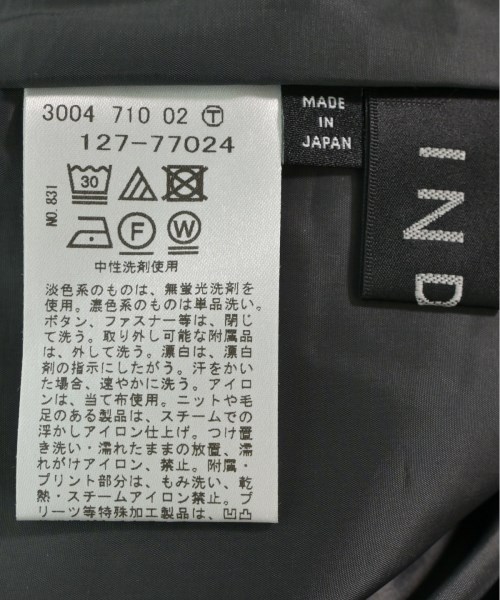 3004 710 02 Ⓣ
127-77024
NO. 831
30
F
W
中性洗剤使用
淡色系のものは、無蛍光洗剤を
使用。濃色系のものは単品洗い。
ボタン、ファスナー等は、閉じ
て洗う。取り外し可能な附属品
は、外して洗う。漂白は、漂白
剤の指示にしたがう。汗をかい
た場合、速やかに洗う。アイロ
ンは、当て布使用。ニットや毛
足のある製品は、スチームでの
浮かしアイロン仕上げ。つけ置
き洗い・濡れたままの放置、濡
れがけアイロン、禁止。附属・
プリント部分は、もみ洗い、乾
熱・スチームアイロン禁止。プ
リーツ等特殊加工製品は、凹凸
MADE
IN
JAPAN
IND